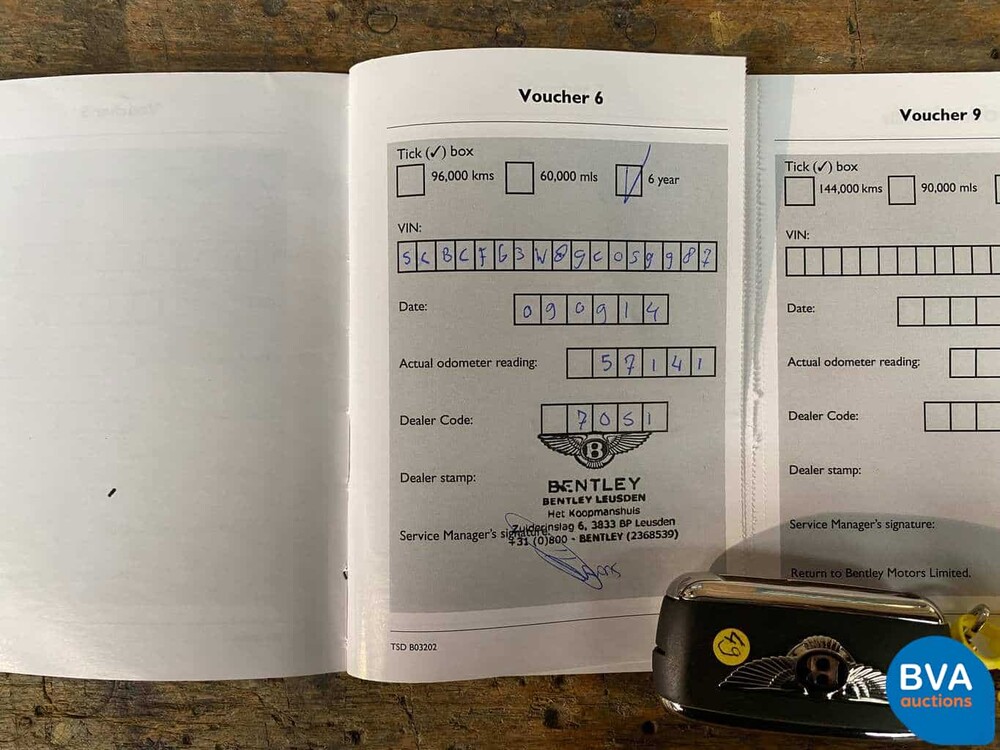 Voucher 6
Tick (✓) box
96,000 kms 60,000 mls 6 year
VIN:
SCBCF63W89C059987
Date: 090914
Actual odometer reading: 57141
Dealer Code: 7051
Dealer stamp:
B
BENTLEY
BENTLEY LEUSDEN
Het Koopmanshuis
Zuiderinslag 6, 3833 BP Leusden
+31 (0)800 - BENTLEY (2368539)
Service Manager's signature:
TSD B03202
Voucher 9
Tick (✓) box
144,000 kms 90,000 mls
VIN:
Date:
Actual odometer reading:
Dealer Code:
Dealer stamp:
Service Manager's signature:
Return to Bentley Motors Limited.
B
BVA
auctions